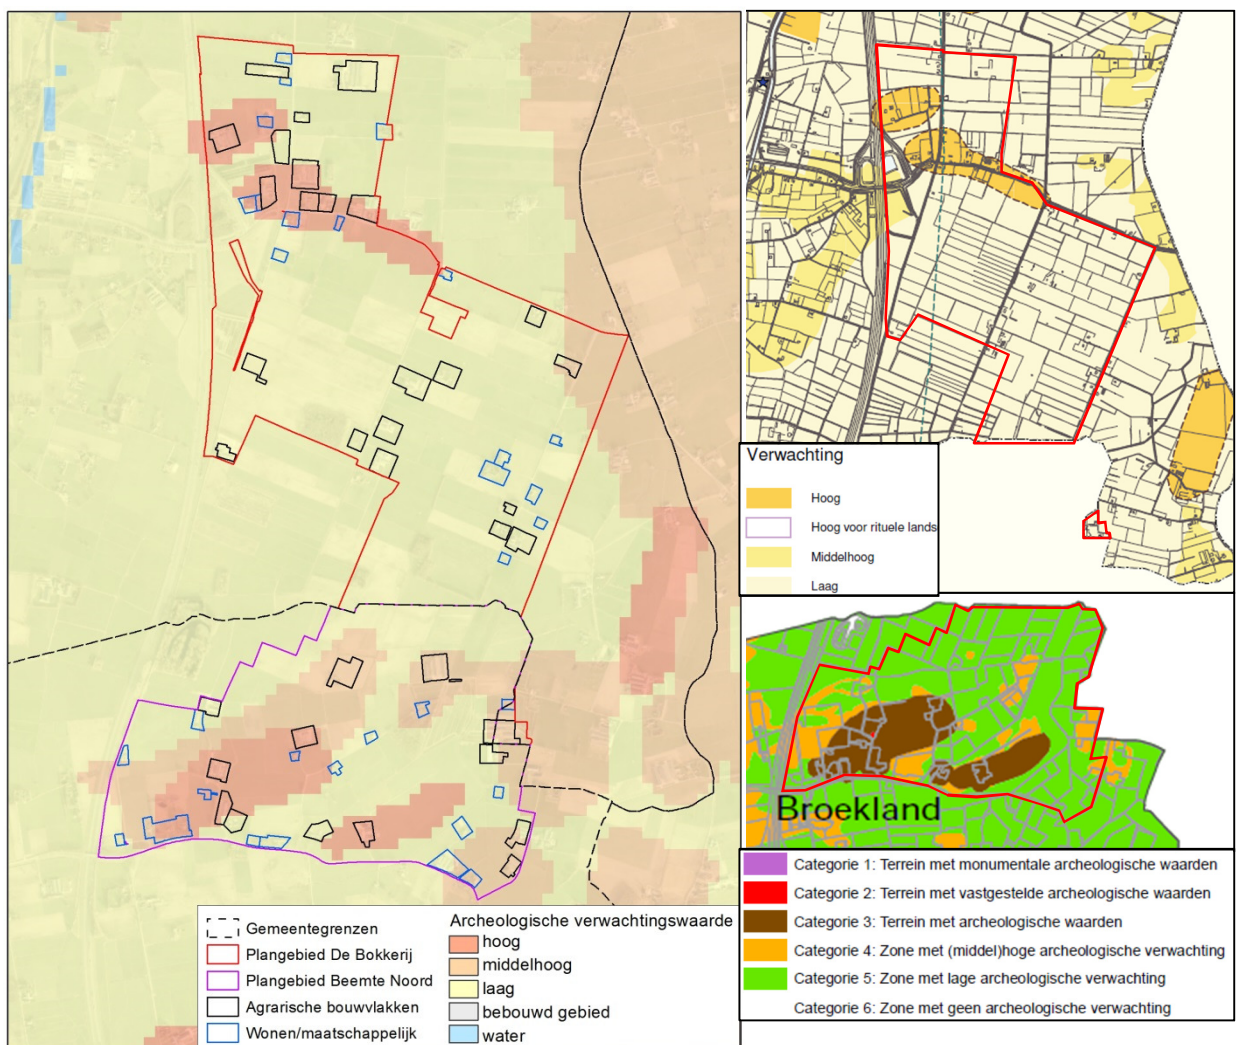 Gemeentegrenzen
Plangebied De Bokkerij
Plangebied Beemte Noord
Agrarische bouwvlakken
Wonen/maatschappelijk
Archeologische verwachtingswaarde
hoog
middelhoog
laag
bebouwd gebied
water
Verwachting
Hoog
Hoog voor rituele lands
Middelhoog
Laag
Broekland
Categorie 1: Terrein met monumentale archeologische waarden
Categorie 2: Terrein met vastgestelde archeologische waarden
Categorie 3: Terrein met archeologische waarden
Categorie 4: Zone met (middel)hoge archeologische verwachting
Categorie 5: Zone met lage archeologische verwachting
Categorie 6: Zone met geen archeologische verwachting